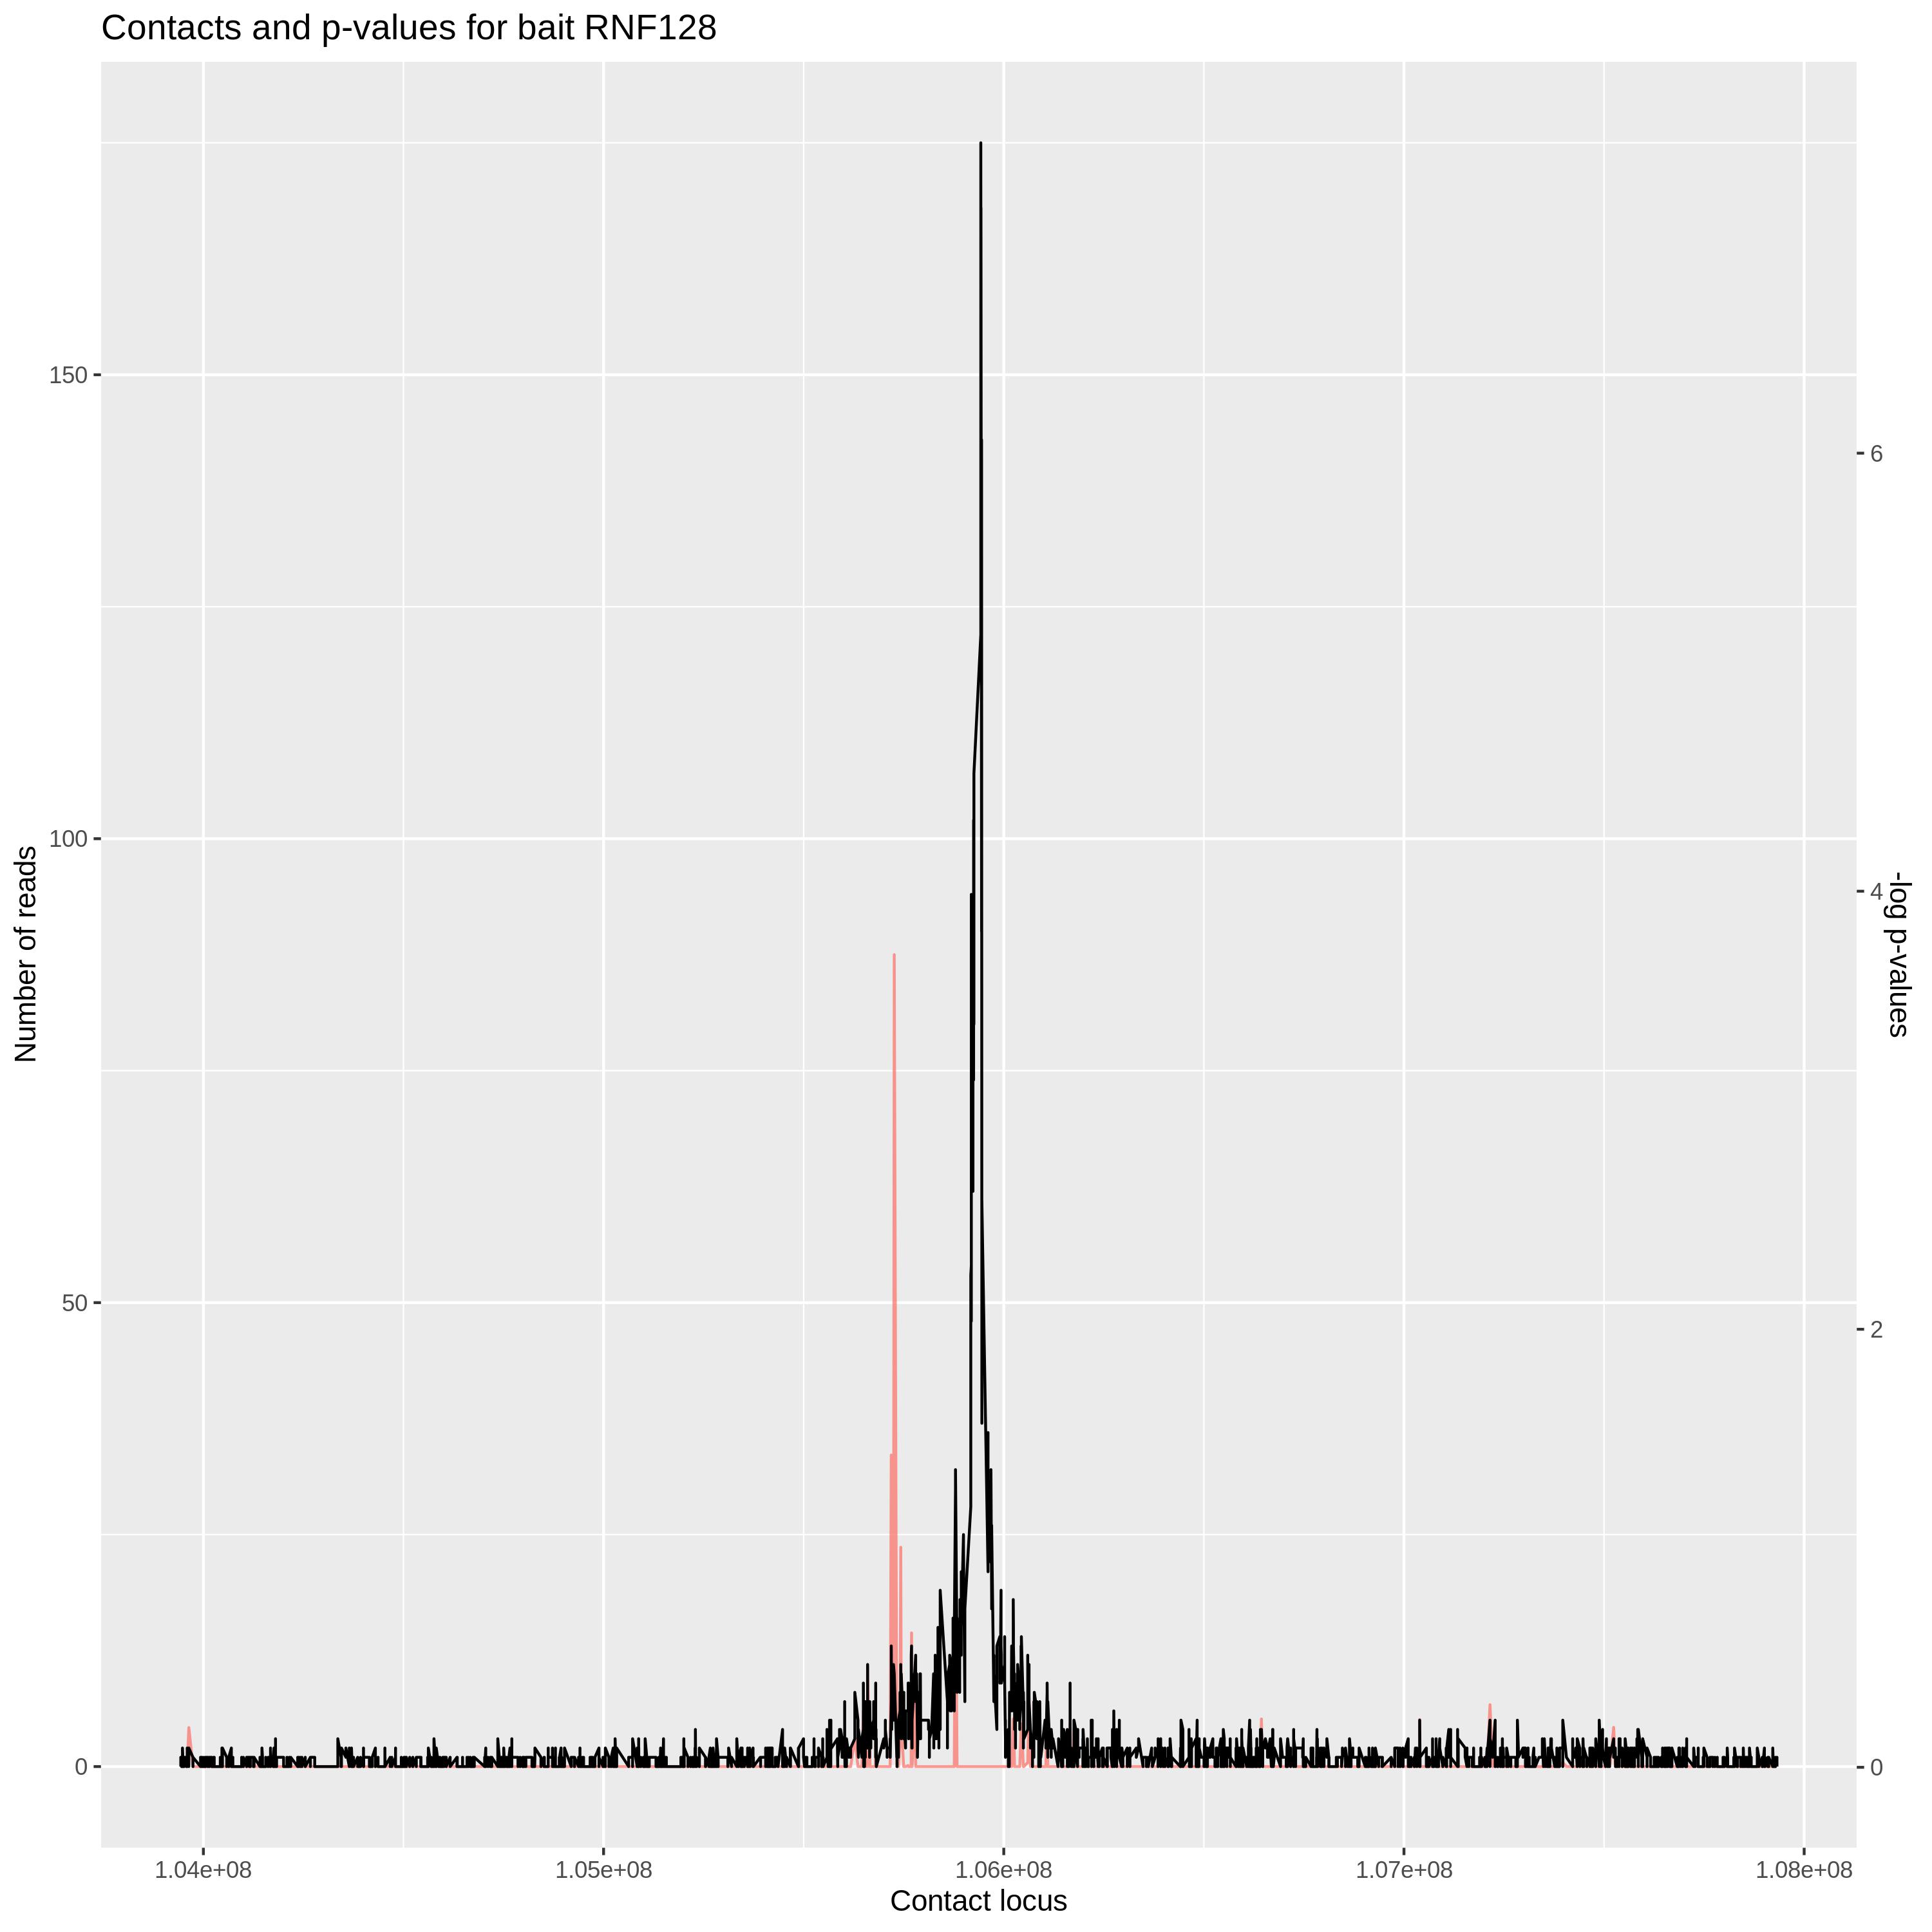 Contacts and p-values for bait RNF128
150
100
50
0
Number of reads
6
4
2
0
-log p-values
1.04e+08
1.05e+08
1.06e+08
1.07e+08
1.08e+08
Contact locus